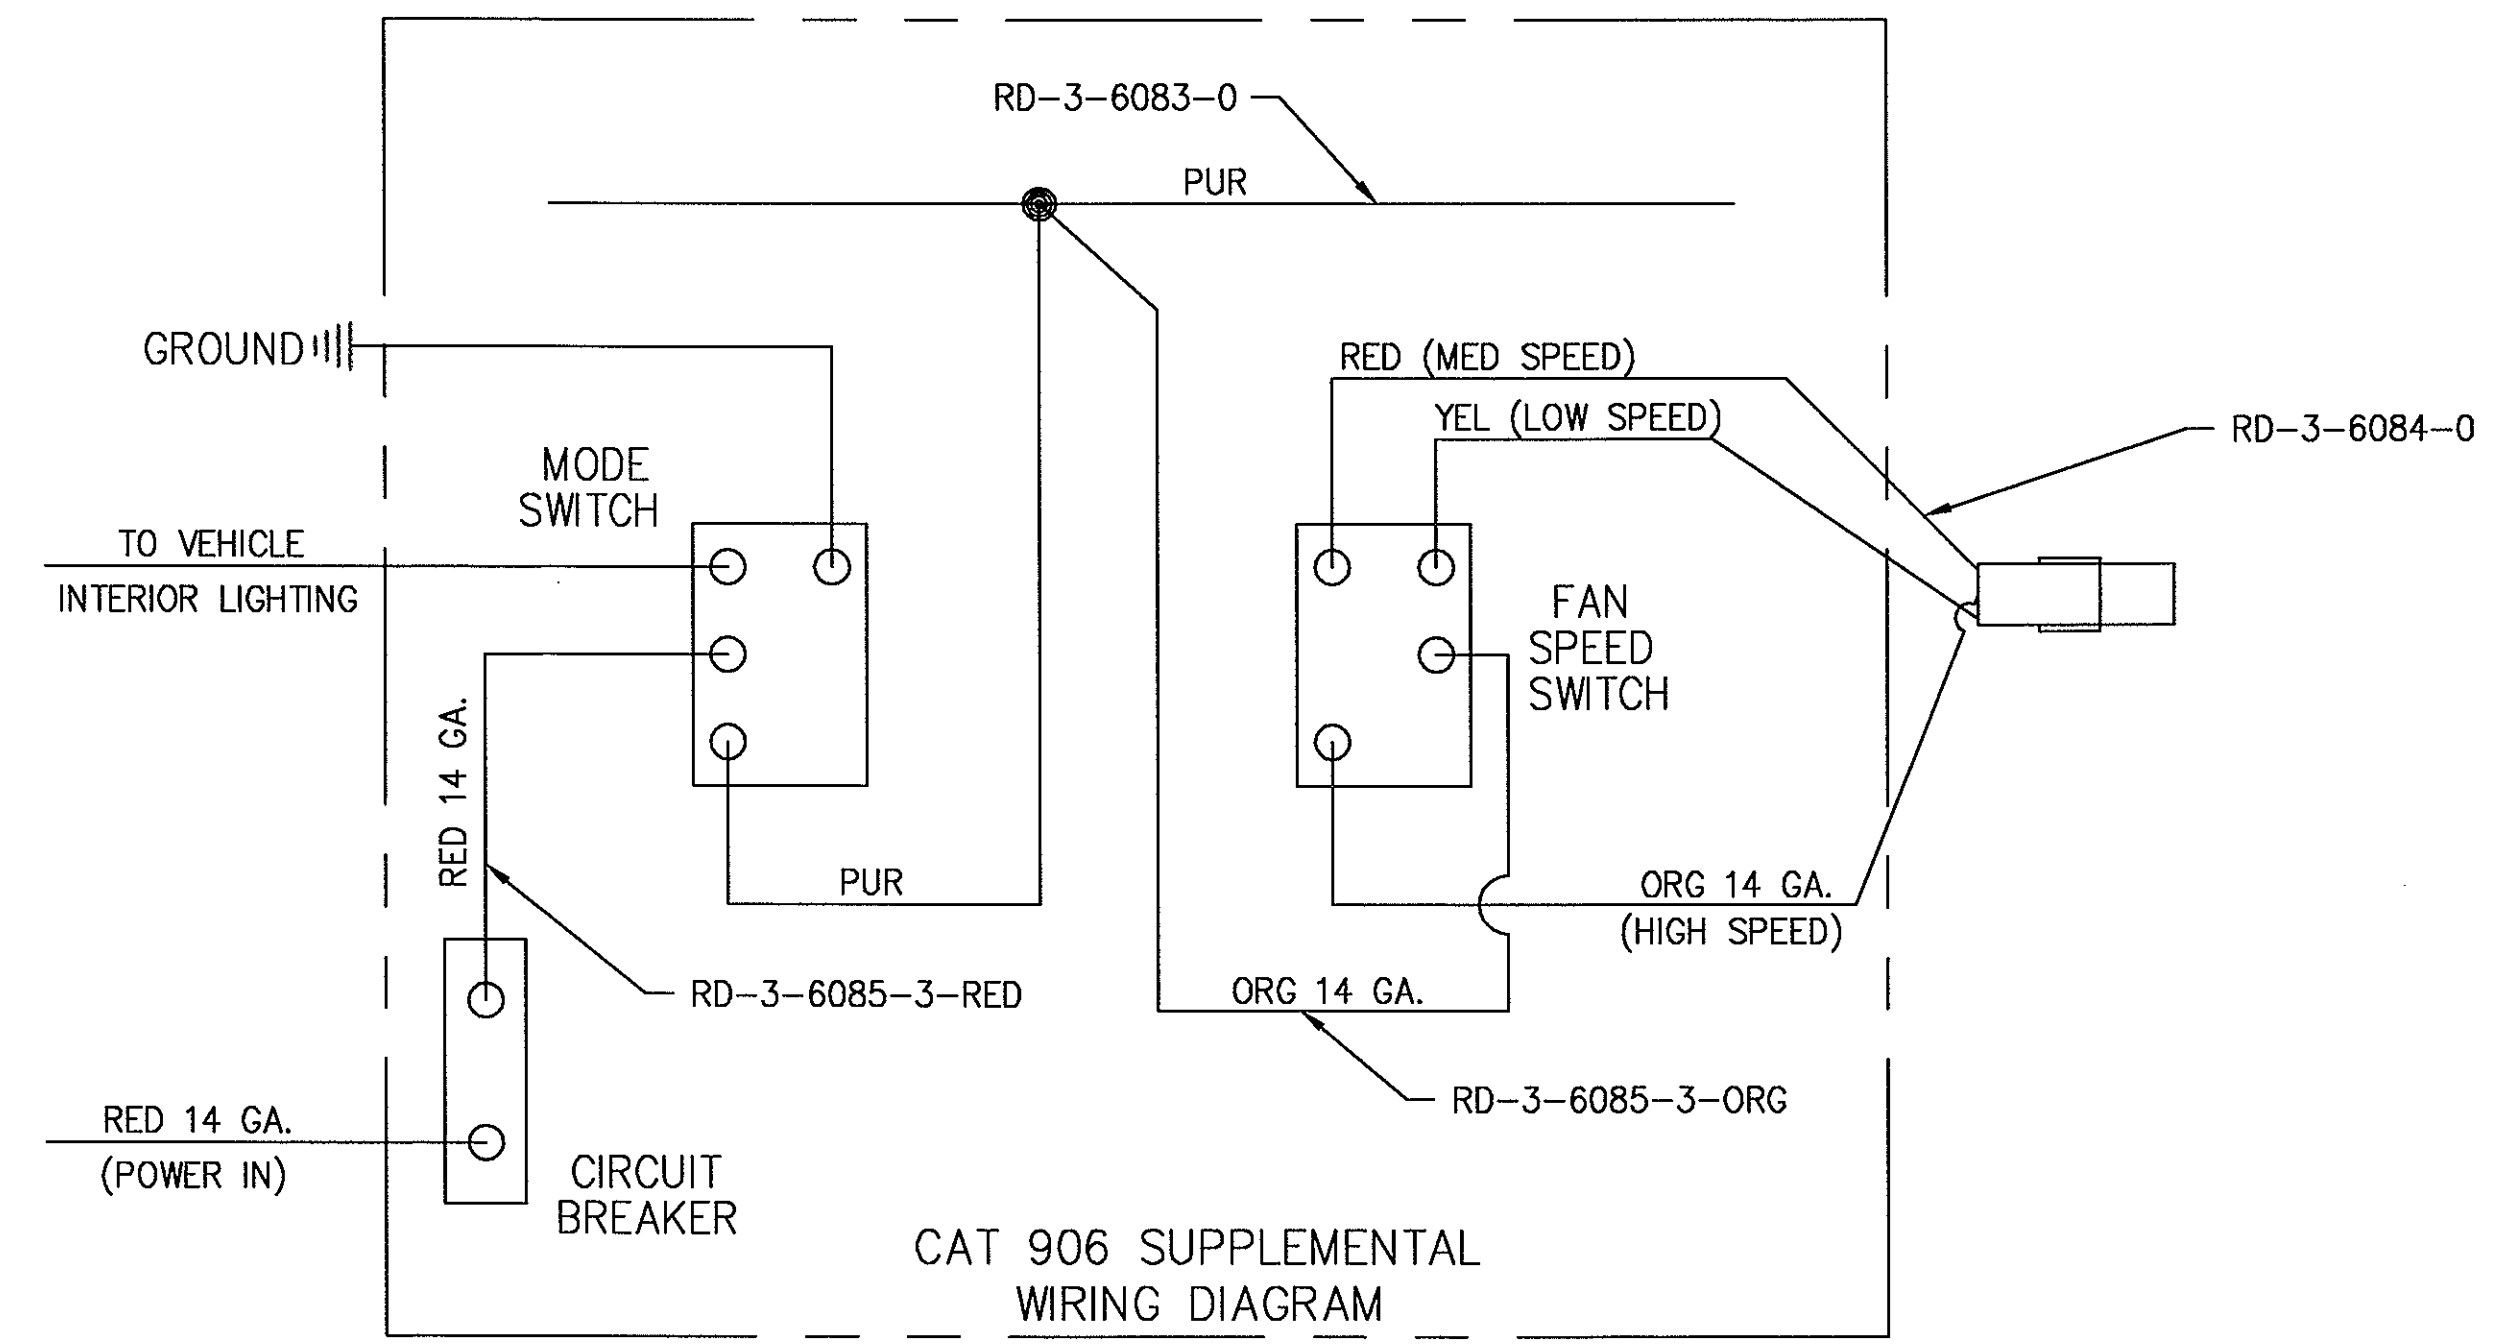 RD-3-6083-0
PUR
GROUND
RED (MED SPEED)
YEL (LOW SPEED)
RD-3-6084-0
MODE
SWITCH
TO VEHICLE
INTERIOR LIGHTING
FAN
SPEED
SWITCH
RED 14 GA.
PUR
ORG 14 GA.
(HIGH SPEED)
RD-3-6085-3-RED
ORG 14 GA.
RD-3-6085-3-ORG
RED 14 GA.
(POWER IN)
CIRCUIT
BREAKER
CAT 906 SUPPLEMENTAL
WIRING DIAGRAM